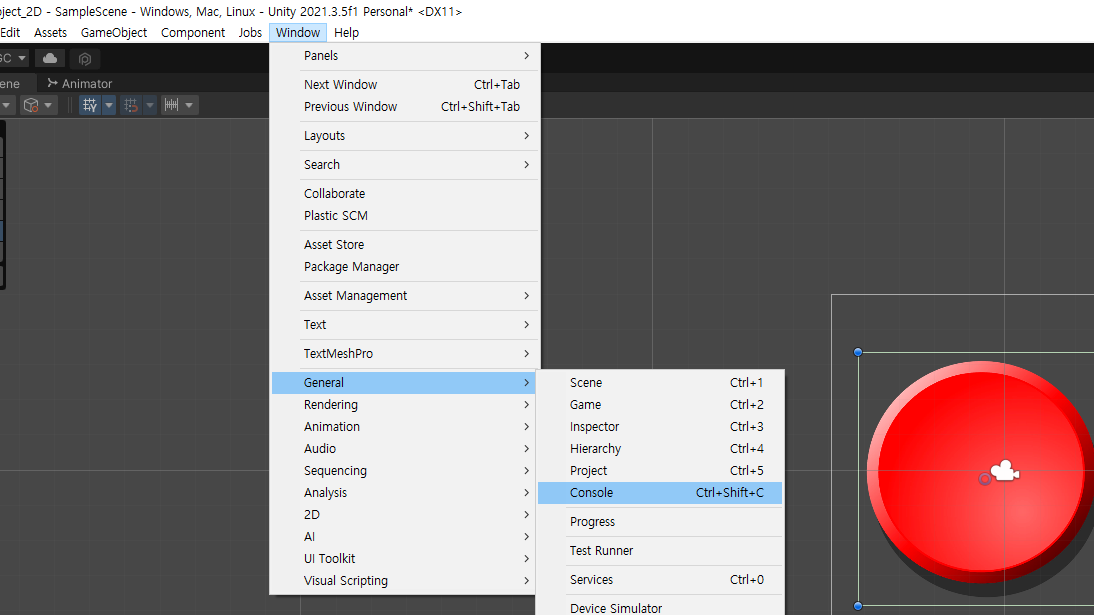 oject_2D - SampleScene - Windows, Mac, Linux - Unity 2021.3.5f1 Personal* <DX11>
Edit Assets GameObject Component Jobs Window Help
GC
ene Animator
Panels
Next Window Ctrl+Tab
Previous Window Ctrl+Shift+Tab
Layouts
Search
Collaborate
Plastic SCM
Asset Store
Package Manager
Asset Management
Text
TextMeshPro
General
Rendering
Animation
Audio
Sequencing
Analysis
2D
AI
UI Toolkit
Visual Scripting
Scene Ctrl+1
Game Ctrl+2
Inspector Ctrl+3
Hierarchy Ctrl+4
Project Ctrl+5
Console Ctrl+Shift+C
Progress
Test Runner
Services Ctrl+0
Device Simulator